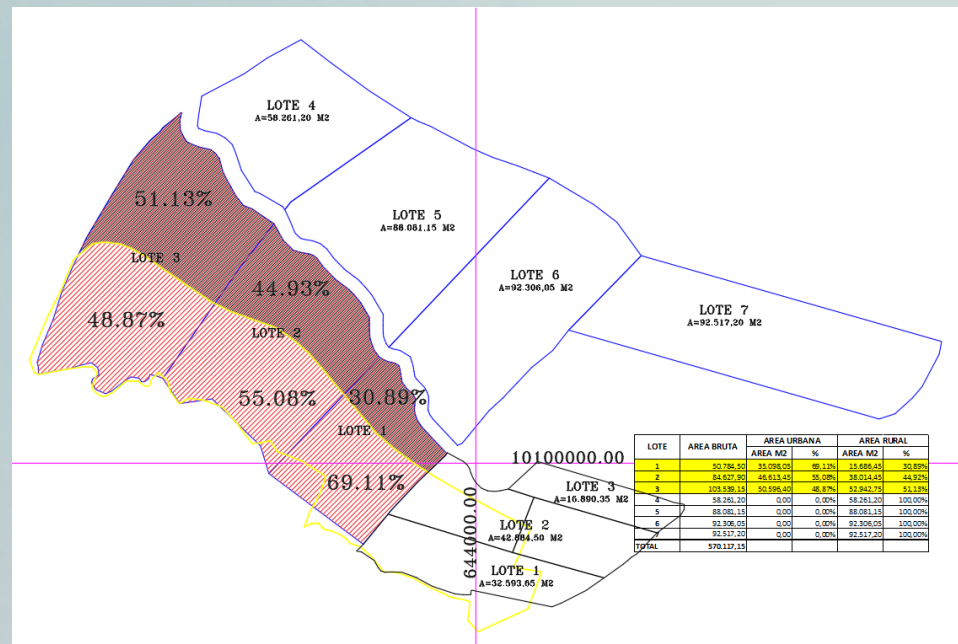 LOTE 4
A=58.261,20 M2
51.13%
LOTE 5
A=88.081,15 M2
LOTE 3
LOTE 6
A=92.306,05 M2
44.93%
LOTE 7
A=92.517,20 M2
48.87%
LOTE 2
55.08%
30.89%
LOTE 1
69.11%
10100000.00
644000.00
LOTE 3
A=16.890,35 M2
LOTE 2
A=42.884,50 M2
LOTE 1
A=32.593,65 M2
LOTE AREA BRUTA AREA URBANA AREA RURAL
AREA M2 % AREA M2 %
1 50.784,50 35.098,05 69,11% 15.686,45 30,89%
2 84.627,90 46.613,45 55,08% 38.014,45 44,92%
3 103.539,15 50.596,40 48,87% 52.942,75 51,13%
4 58.261,20 0,00 0,00% 58.261,20 100,00%
5 88.081,15 0,00 0,00% 88.081,15 100,00%
6 92.306,05 0,00 0,00% 92.306,05 100,00%
7 92.517,20 0,00 0,00% 92.517,20 100,00%
TOTAL 570.117,15